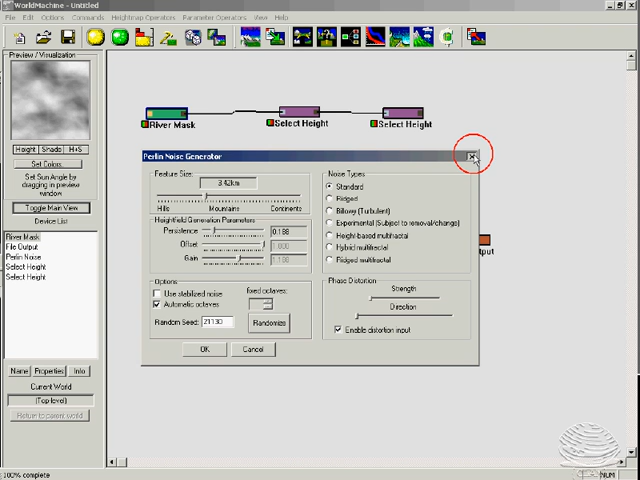 WorldMachine - Untitled
File Edit Options Commands Heightmap Operators Parameter Operators View Help
Preview / Visualization
Height Shads H+S
Set Colors..
Set Sun Angle by
dragging in preview
window
Toggle Main View
Device List
River Mask
File Output
Perlin Noise
Select Height
Select Height
Name Properties Info
Current World
(Top level)
Return to parent world
100% complete
River Mask
Select Height
Select Height
Perlin Noise Generator
Feature Size:
3.42km
Hills Mountains Continents
Heightfield Generation Parameters
Persistence 0.188
Offset 1.000
Gain
Options
Use stabilized noise
Automatic octaves
fixed octaves:
Random Seed: 21130
Randomize
OK Cancel
Noise Types
Standard
Ridged
Billowy (Turbulent)
Experimental (Subject to removal/change)
Height-based multifractal
Hybrid multifractal
Ridged multifractal
Phase Distortion
Strength
Direction
Enable distortion input
NUM